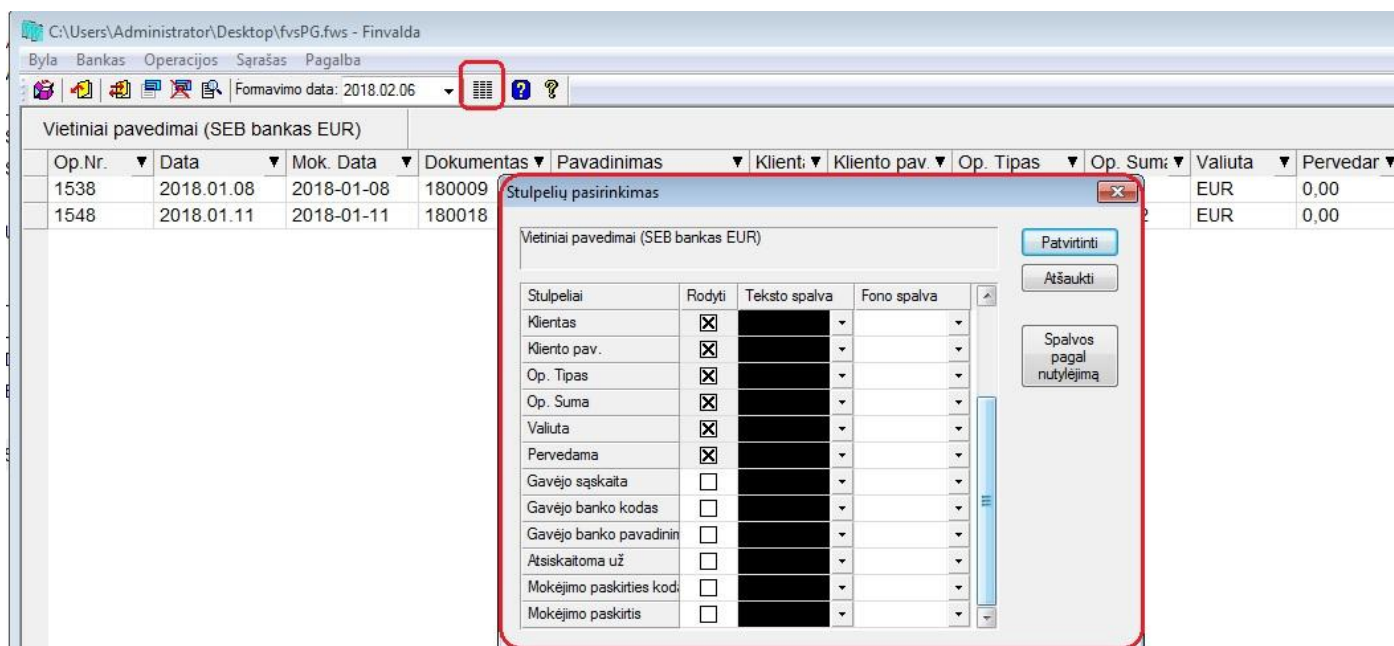 C:\Users\Administrator\Desktop\fvsPG.fws - Finvalda
Byla Bankas Operacijos Sąrašas Pagalba
Formavimo data: 2018.02.06
Vietiniai pavedimai (SEB bankas EUR)
Op.Nr. Data Mok. Data Dokumentas Pavadinimas Klient Kliento pav. Op. Tipas Op. Suma Valiuta Pervedar
1538 2018.01.08 2018-01-08 180009 EUR 0,00
1548 2018.01.11 2018-01-11 180018 EUR 0,00
Stulpelių pasirinkimas
Vietiniai pavedimai (SEB bankas EUR)
Patvirtinti
Atšaukti
Spalvos
pagal
nutylėjimą
Stulpeliai Rodyti Teksto spalva Fono spalva
Klientas
Kliento pav.
Op. Tipas
Op. Suma
Valiuta
Pervedama
Gavėjo sąskaita
Gavėjo banko kodas
Gavėjo banko pavadinin
Atsiskaitoma už
Mokėjimo paskirties koda
Mokėjimo paskirtis